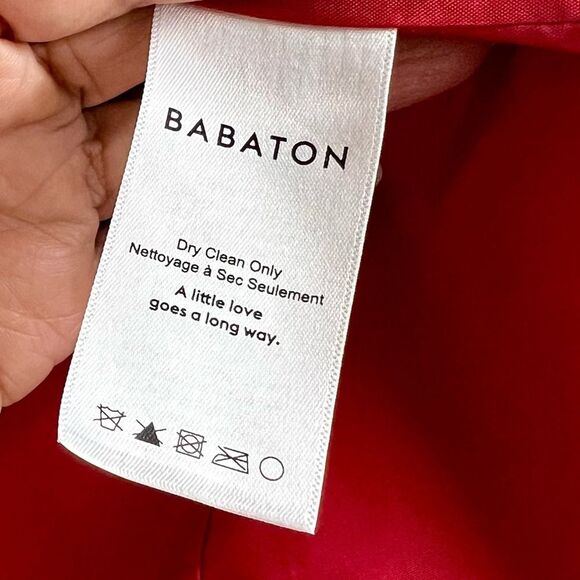 BABATON
Dry Clean Only
Nettoyage à Sec Seulement
A little love
goes a long way.